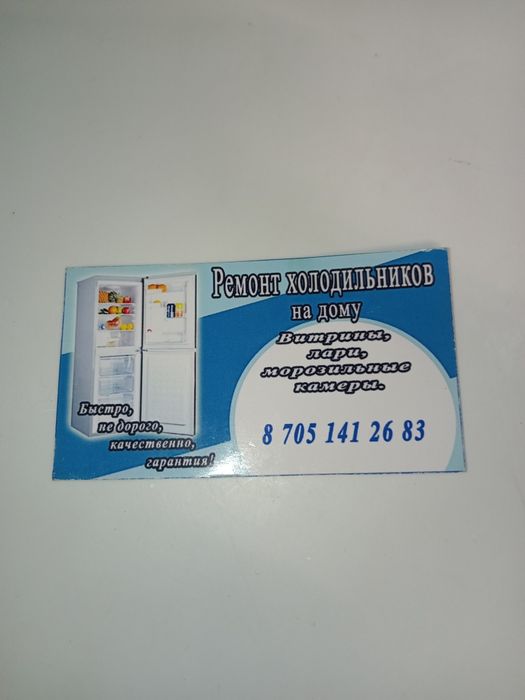 Ремонт холодильников
на дому
Витрины,
лари,
морозильные
камеры.
8 705 141 26 83
Быстро,
не дорого,
качественно,
гарантия!